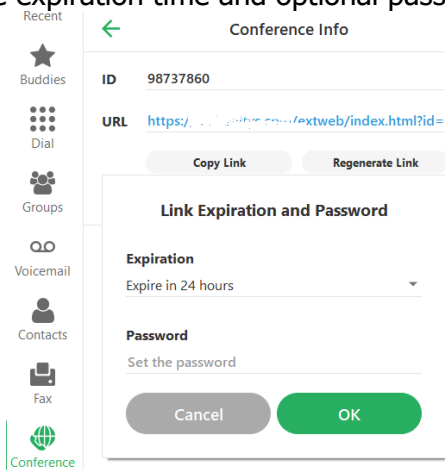 e expiration time and optional pass
Recent
Conference Info
Buddies
ID 98737860
URL https:/ /extweb/index.html?id=
Dial
Copy Link Regenerate Link
Groups
Link Expiration and Password
Voicemail
Expiration
Expire in 24 hours
Contacts
Password
Set the password
Fax
Cancel OK
Conference